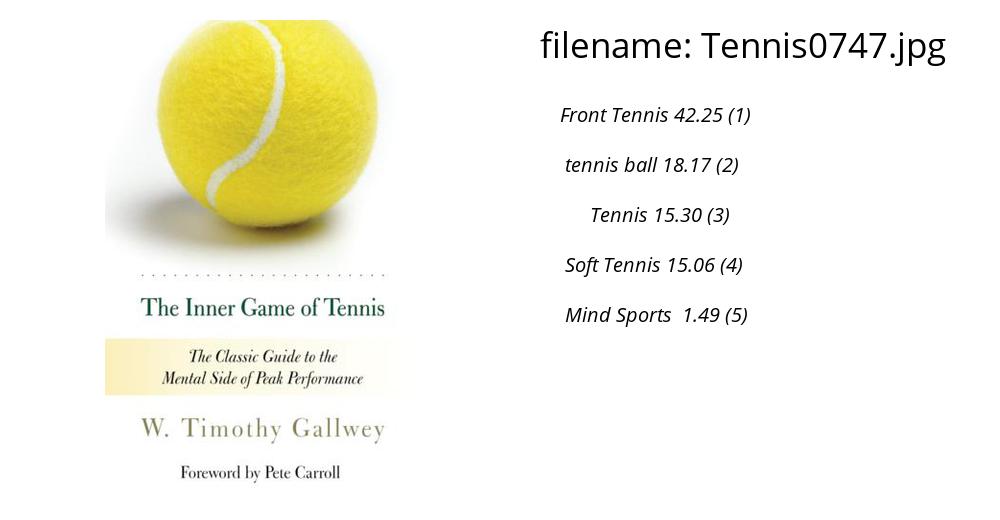 The Inner Game of Tennis
The Classic Guide to the
Mental Side of Peak Performance
W. Timothy Gallwey
Foreword by Pete Carroll
filename: Tennis0747.jpg
Front Tennis 42.25 (1)
tennis ball 18.17 (2)
Tennis 15.30 (3)
Soft Tennis 15.06 (4)
Mind Sports 1.49 (5)